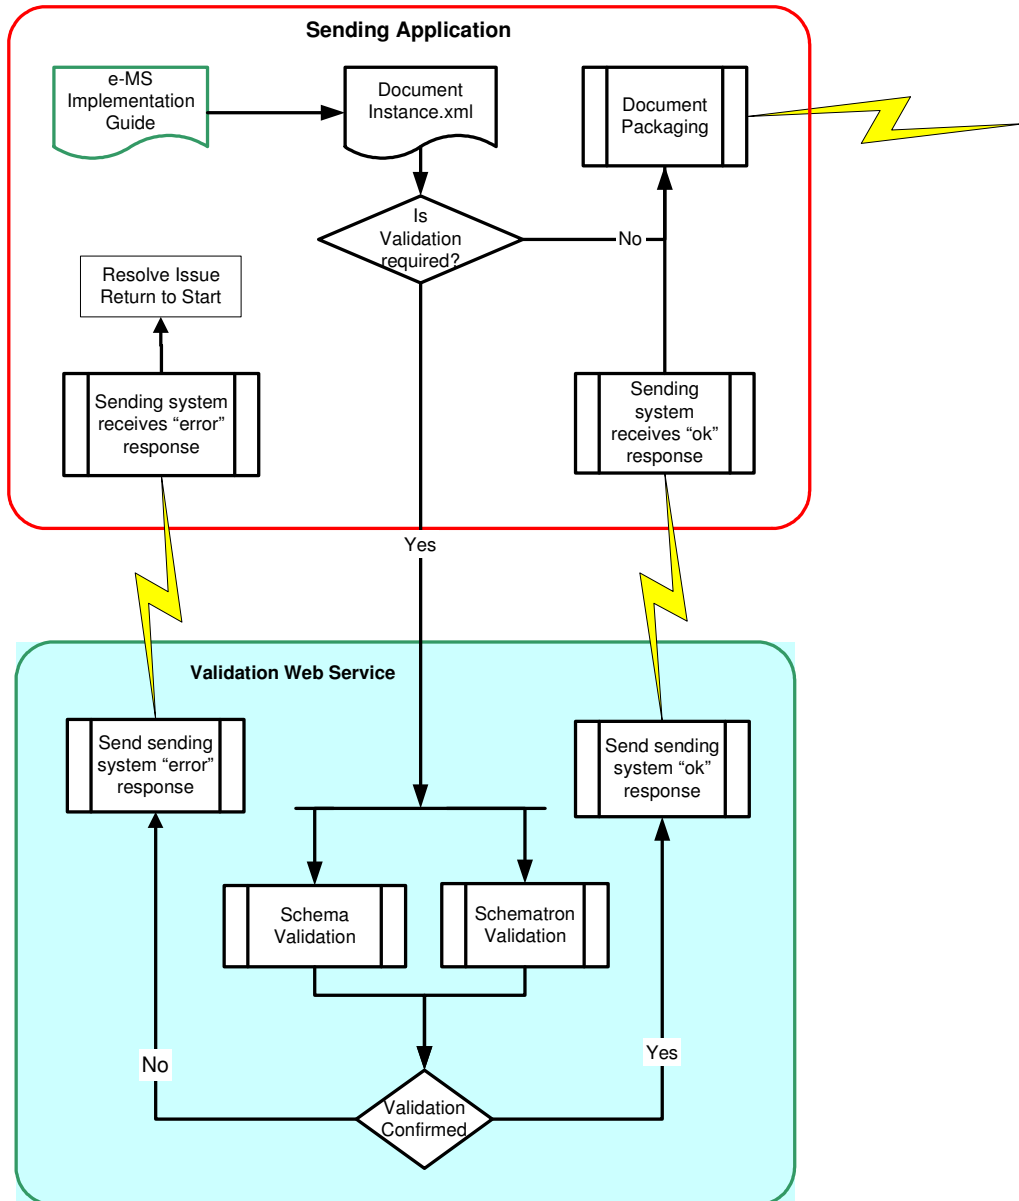 Sending Application
e-MS
Implementation
Guide
Document
Instance.xml
Document
Packaging
Is
Validation
required?
No
Resolve Issue
Return to Start
Sending system
receives “error”
response
Sending
system
receives “ok”
response
Yes
Validation Web Service
Send sending
system “error”
response
Send sending
system “ok”
response
Schema
Validation
Schematron
Validation
No
Yes
Validation
Confirmed